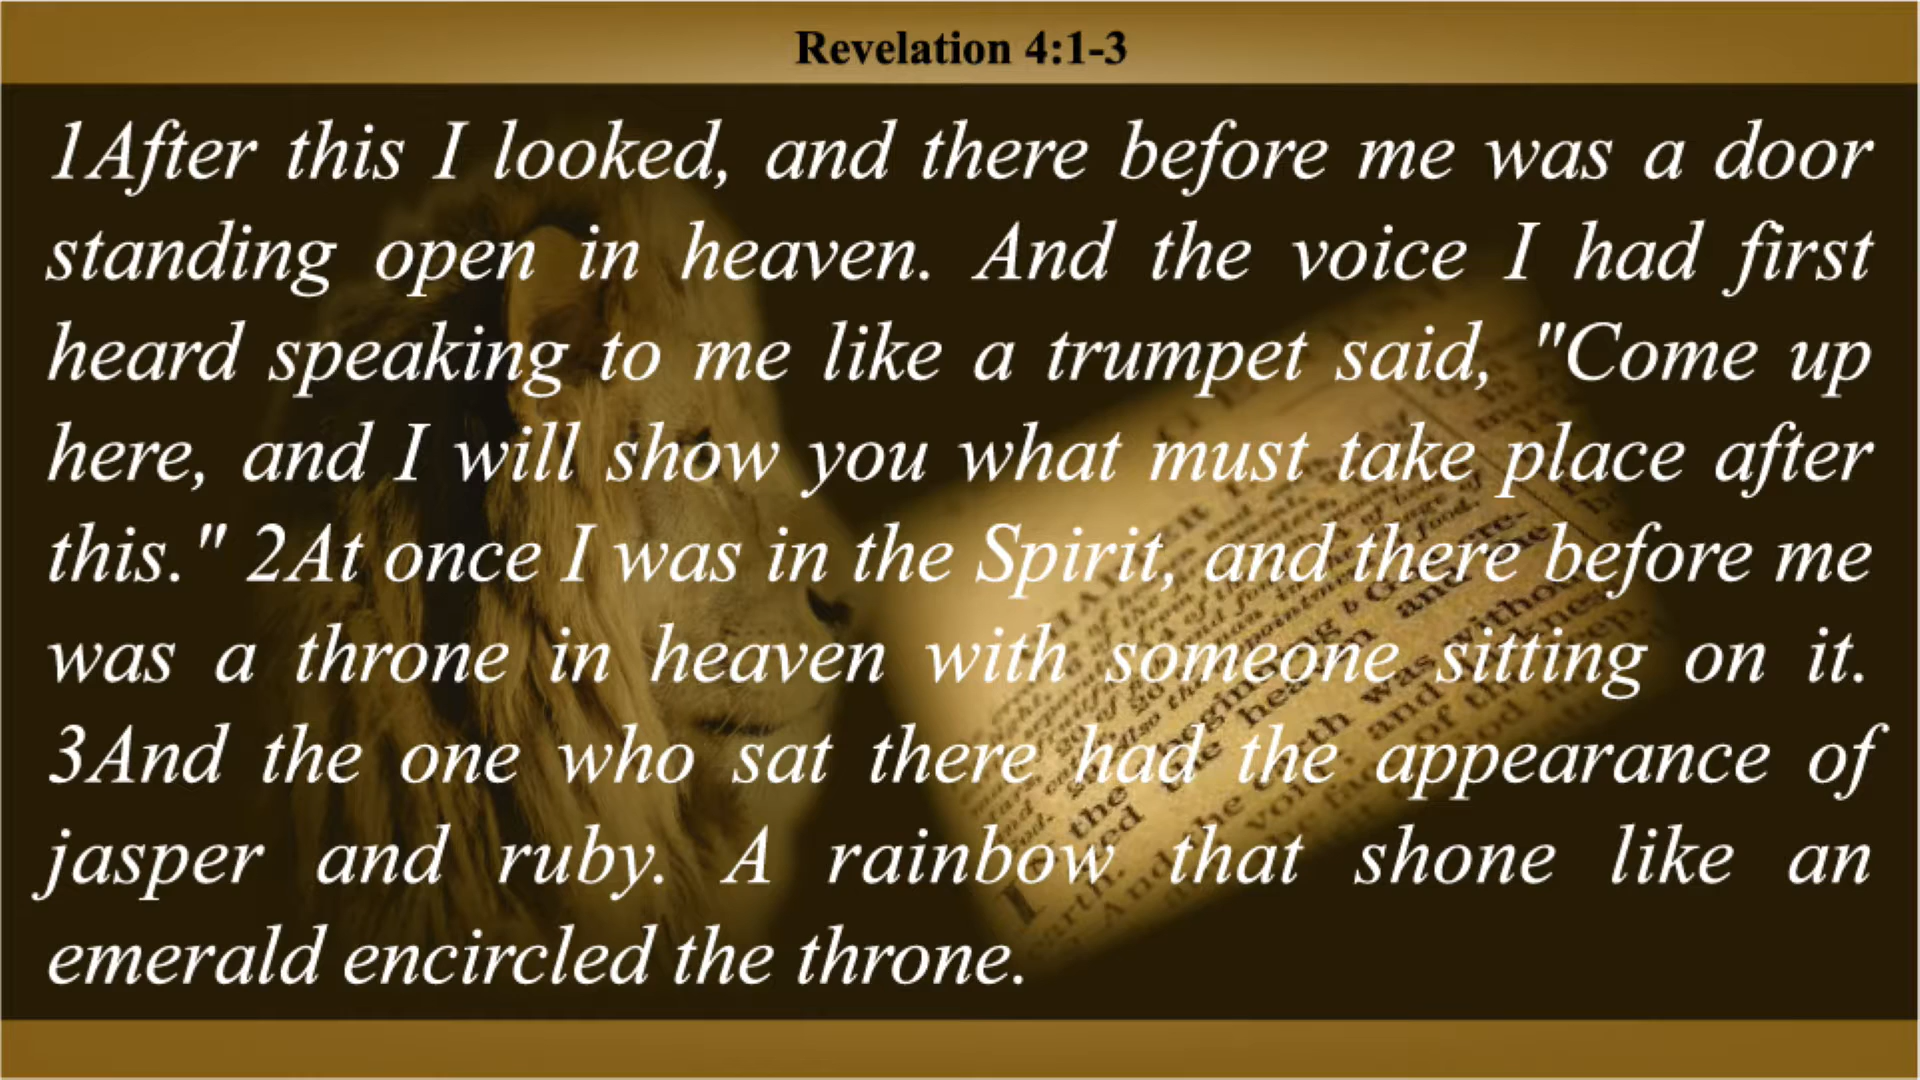 Revelation 4:1-3
1After this I looked, and there before me was a door
standing open in heaven. And the voice I had first
heard speaking to me like a trumpet said, "Come up
here, and I will show you what must take place after
this." 2At once I was in the Spirit, and there before me
was a throne in heaven with someone sitting on it.
3And the one who sat there had the appearance of
jasper and ruby. A rainbow that shone like an
emerald encircled the throne.